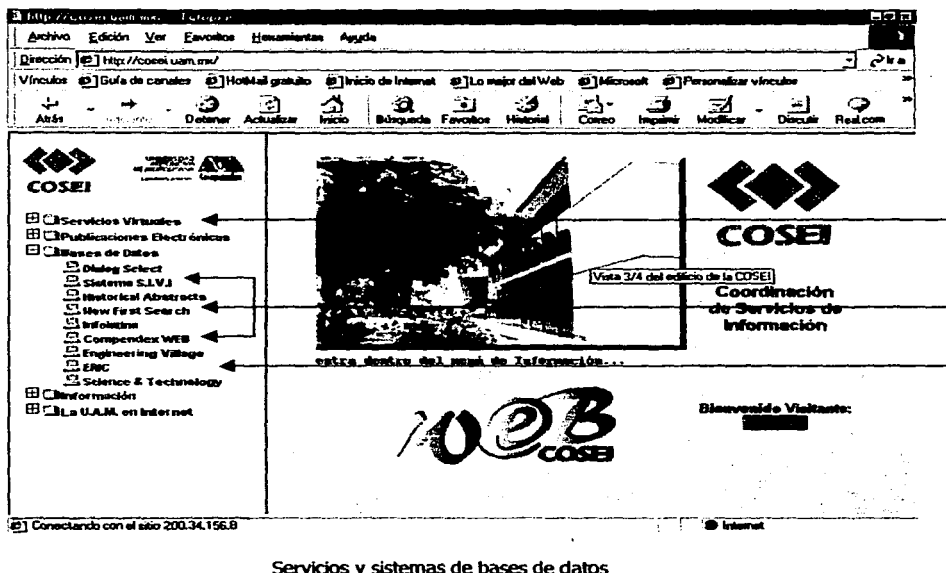 Archivo Edición Ver Favoritos Herramientas Ayuda
Dirección http://cosei.uam.mx/ Ir a
Vínculos Guía de canales HotMail gratuito Inicio de Internet Lo mejor del Web Microsoft Personalizar vínculos
Atrás Detener Actualizar Inicio Búsqueda Favoritos Historial Correo Imprimir Modificar Discutir Real.com
COSEI
Servicios Virtuales
Publicaciones Electrónicas
Bases de Datos
Dialog Select
Sistema S.I.V.I
Historical Abstracts
New First Search
Infolatina
Compendex WEB
Engineering Village
ERIC
Science & Technology
Información
La U.A.M. en Internet
Vista 3/4 del edificio de la COSEI
entra dentro del menú de Información...
WEB
COSEI
COSEI
Coordinación
de Servicios de
Información
Bienvenido Visitante:
Conectando con el sitio 200.34.156.8 Internet
Servicios y sistemas de bases de datos